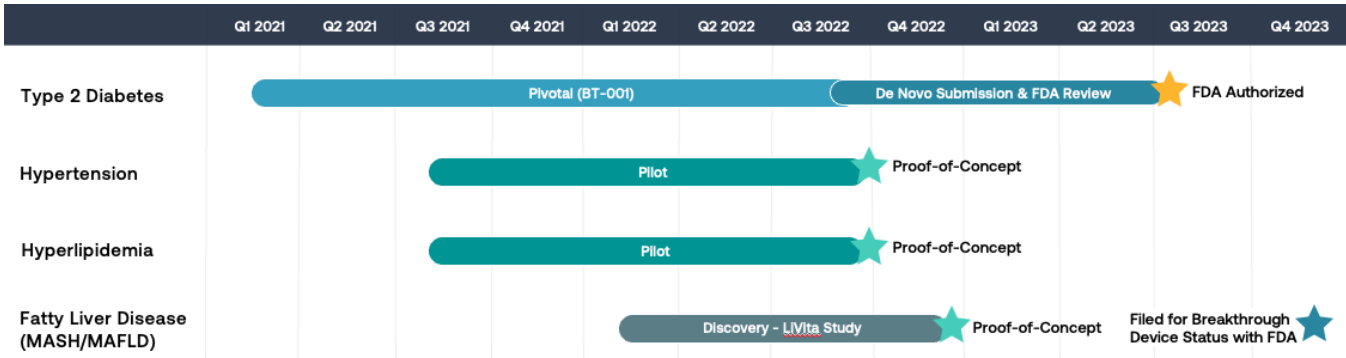 Q1 2021 Q2 2021 Q3 2021 Q4 2021 Q1 2022 Q2 2022 Q3 2022 Q4 2022 Q1 2023 Q2 2023 Q3 2023 Q4 2023
Type 2 Diabetes
Pivotal (BT-001)
De Novo Submission & FDA Review
FDA Authorized
Hypertension
Pilot
Proof-of-Concept
Hyperlipidemia
Pilot
Proof-of-Concept
Fatty Liver Disease
(MASH/MAFLD)
Discovery - LiVita Study
Proof-of-Concept
Filed for Breakthrough
Device Status with FDA